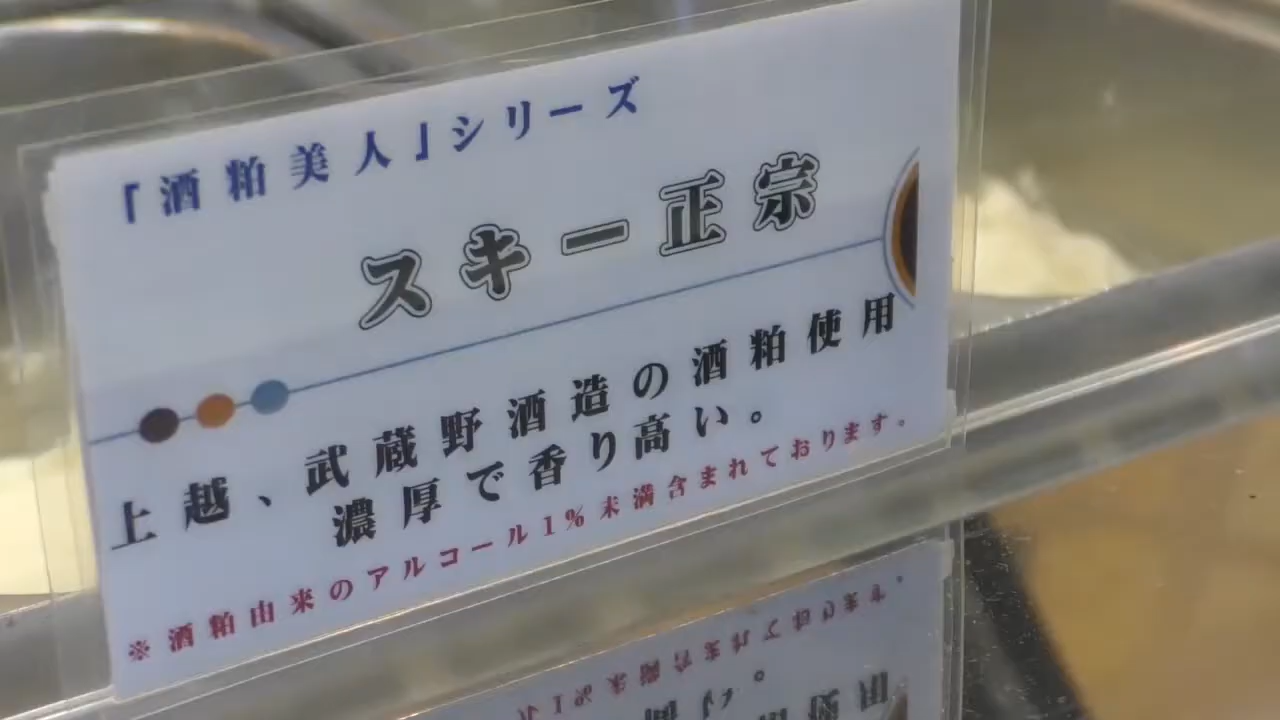 「酒粕美人」シリーズ
スキー正宗
上越、武蔵野酒造の酒粕使用
濃厚で香り高い。
※酒粕由来のアルコール1%未満含まれております。